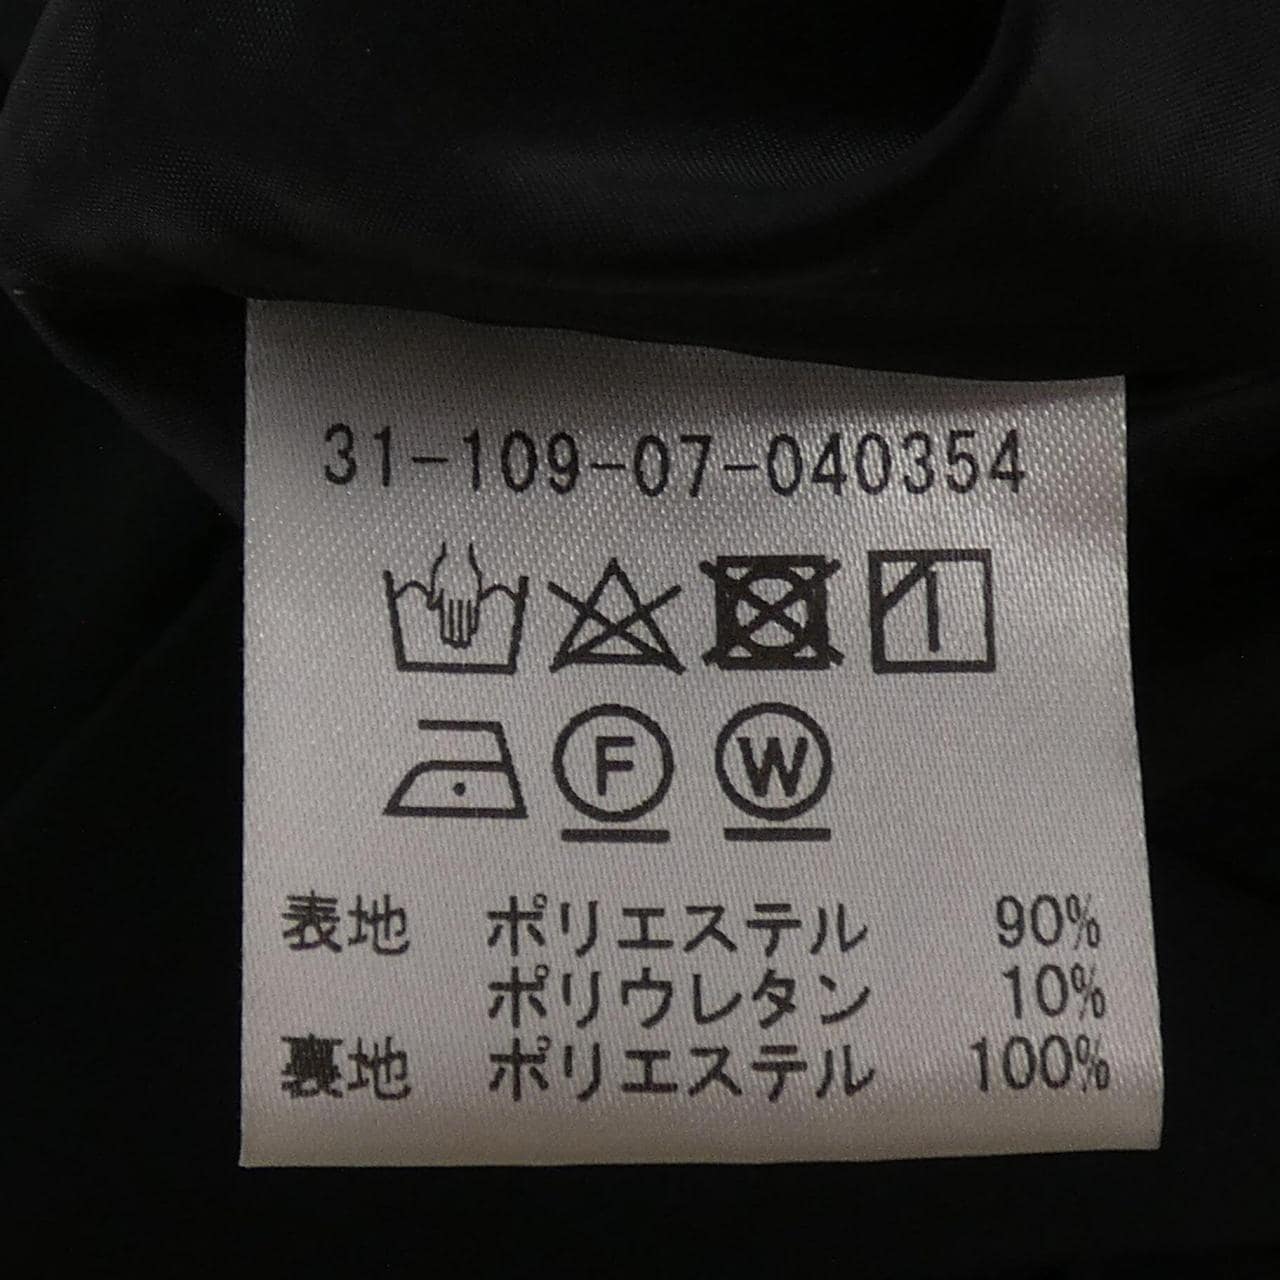 31-109-07-040354
F W
表地 ポリエステル 90%
ポリウレタン 10%
裏地 ポリエステル 100%